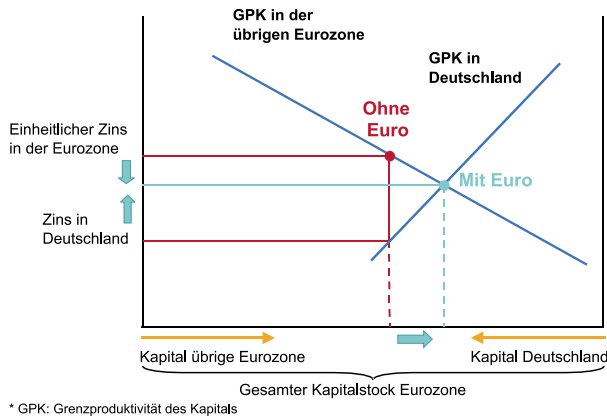 GPK in der
übrigen Eurozone
GPK in
Deutschland
Ohne
Euro
Einheitlicher Zins
in der Eurozone
Mit Euro
Zins in
Deutschland
Kapital übrige Eurozone
Kapital Deutschland
Gesamter Kapitalstock Eurozone
* GPK: Grenzproduktivität des Kapitals